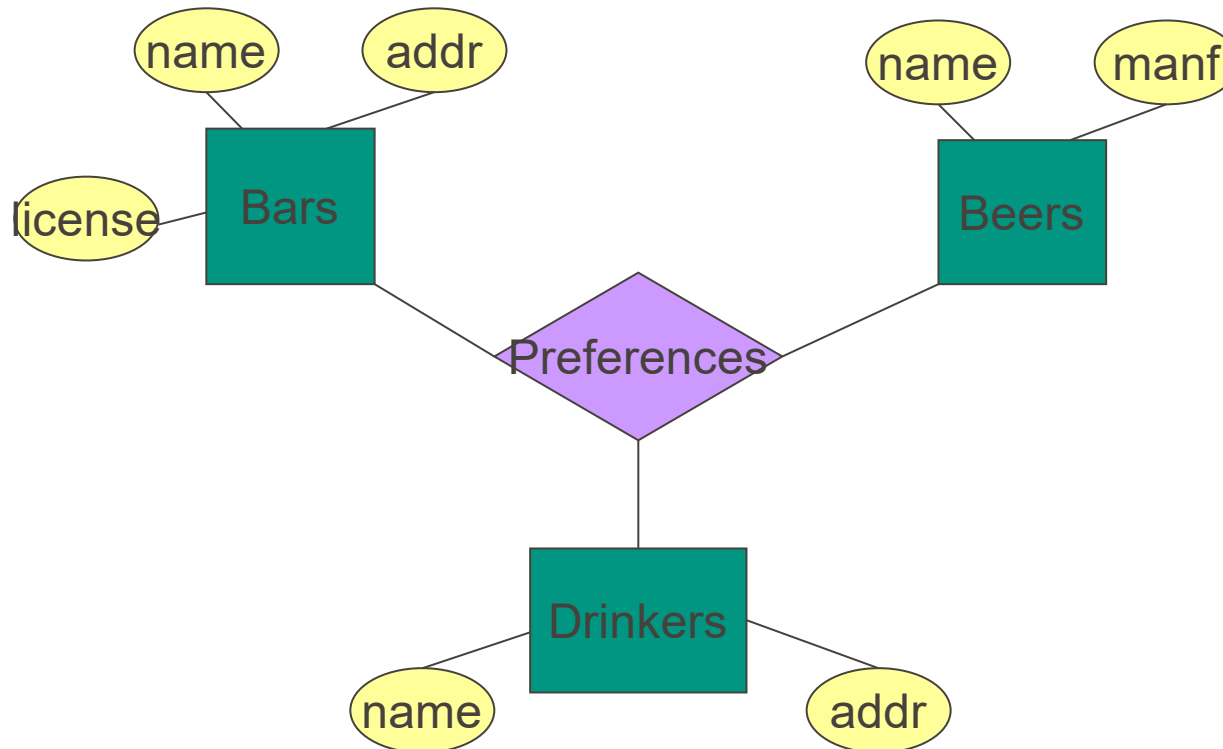 name
addr
name
manf
license
Bars
Beers
Preferences
Drinkers
name
addr